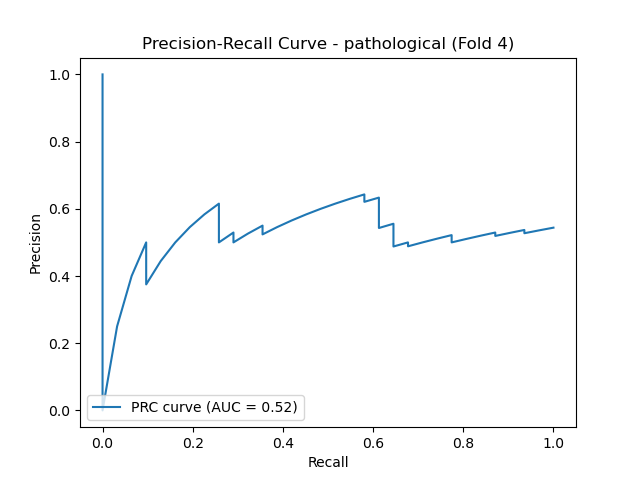 Precision-Recall Curve - pathological (Fold 4)
1.0
0.8
0.6
0.4
0.2
0.0
Precision
PRC curve (AUC = 0.52)
0.0 0.2 0.4 0.6 0.8 1.0
Recall